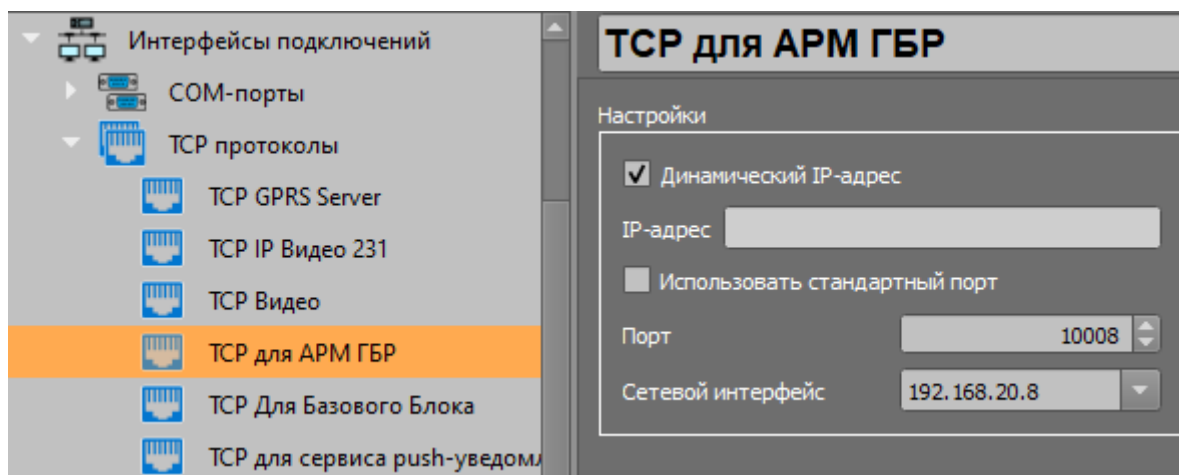 Интерфейсы подключений
COM-порты
TCP протоколы
TCP GPRS Server
TCP IP Видео 231
TCP Видео
TCP для АРМ ГБР
TCP Для Базового Блока
TCP для сервиса push-уведом
TCP для АРМ ГБР
Настройки
Динамический IP-адрес
IP-адрес
Использовать стандартный порт
Порт 10008
Сетевой интерфейс 192.168.20.8